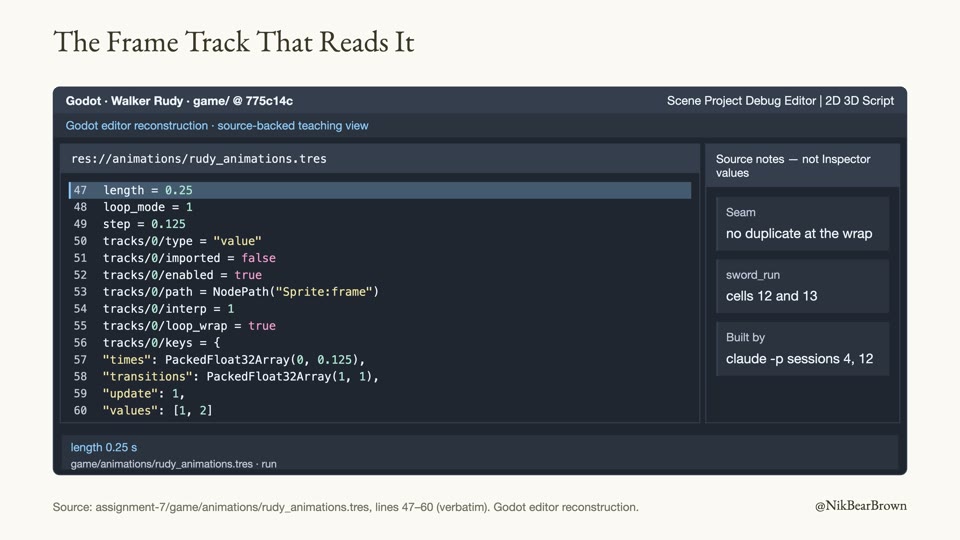 The Frame Track That Reads It
Godot · Walker Rudy · game/ @ 775c14c
Scene Project Debug Editor | 2D 3D Script
Godot editor reconstruction · source-backed teaching view
res://animations/rudy_animations.tres
47 length = 0.25
48 loop_mode = 1
49 step = 0.125
50 tracks/0/type = "value"
51 tracks/0/imported = false
52 tracks/0/enabled = true
53 tracks/0/path = NodePath("Sprite:frame")
54 tracks/0/interp = 1
55 tracks/0/loop_wrap = true
56 tracks/0/keys = {
57 "times": PackedFloat32Array(0, 0.125),
58 "transitions": PackedFloat32Array(1, 1),
59 "update": 1,
60 "values": [1, 2]
Source notes — not Inspector
values
Seam
no duplicate at the wrap
sword_run
cells 12 and 13
Built by
claude -p sessions 4, 12
length 0.25 s
game/animations/rudy_animations.tres · run
Source: assignment-7/game/animations/rudy_animations.tres, lines 47–60 (verbatim). Godot editor reconstruction.
@NikBearBrown